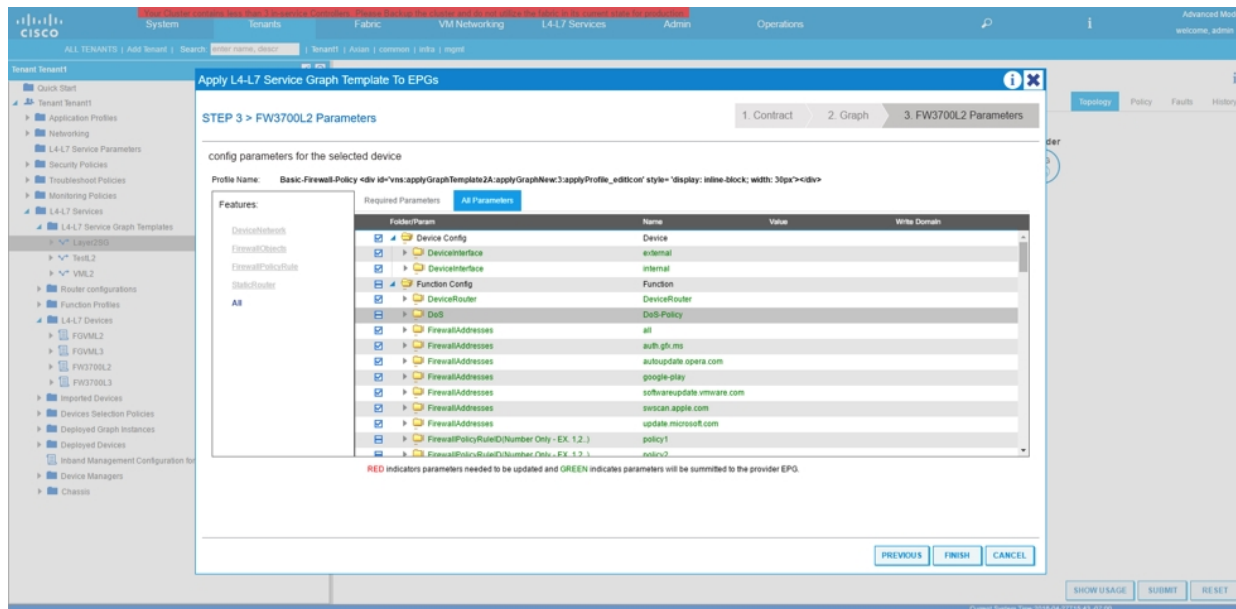 Your Cluster contains less than 3 in-service Controllers. Please Backup the cluster and do not utilize the fabric in its current state for production.
CISCO
System Tenants Fabric VM Networking L4-L7 Services Admin Operations
Advanced Mod
welcome, admin
ALL TENANTS | Add Tenant | Search: enter name, descr | Tenant1 | Asian | common | infra | mgmt
Tenant Tenant1
Quick Start
Tenant Tenant1
Application Profiles
Networking
L4-L7 Service Parameters
Security Policies
Troubleshoot Policies
Monitoring Policies
L4-L7 Services
L4-L7 Service Graph Templates
Layer2SG
TestL2
VML2
Router configurations
Function Profiles
L4-L7 Devices
FGVML2
FGVML3
FW3700L2
FW3700L3
Imported Devices
Devices Selection Policies
Deployed Graph Instances
Deployed Devices
Inband Management Configuration for
Device Managers
Chassis
Topology Policy Faults History
der
Apply L4-L7 Service Graph Template To EPGs
STEP 3 > FW3700L2 Parameters
1. Contract 2. Graph 3. FW3700L2 Parameters
config parameters for the selected device
Profile Name: Basic-Firewall-Policy <div id='vns:applyGraphTemplate2A:applyGraphNew:3:applyProfile_editIcon' style= 'display: inline-block; width: 30px'></div>
Features:
DeviceNetwork
FirewallObjects
FirewallPolicyRule
StaticRouter
All
Required Parameters All Parameters
Folder/Param Name Value Write Domain
Device Config Device
DeviceInterface external
DeviceInterface internal
Function Config Function
DeviceRouter DeviceRouter
DoS DoS-Policy
FirewallAddresses all
FirewallAddresses auth.gfx.ms
FirewallAddresses autoupdate.opera.com
FirewallAddresses google-play
FirewallAddresses softwareupdate.vmware.com
FirewallAddresses swscan.apple.com
FirewallAddresses update.microsoft.com
FirewallPolicyRuleID(Number Only - EX. 1,2..) policy1
FirewallPolicyRuleID(Number Only - EX. 1,2..) policy2
RED indicators parameters needed to be updated and GREEN indicates parameters will be summitted to the provider EPG.
PREVIOUS FINISH CANCEL
SHOW USAGE SUBMIT RESET
Current System Time